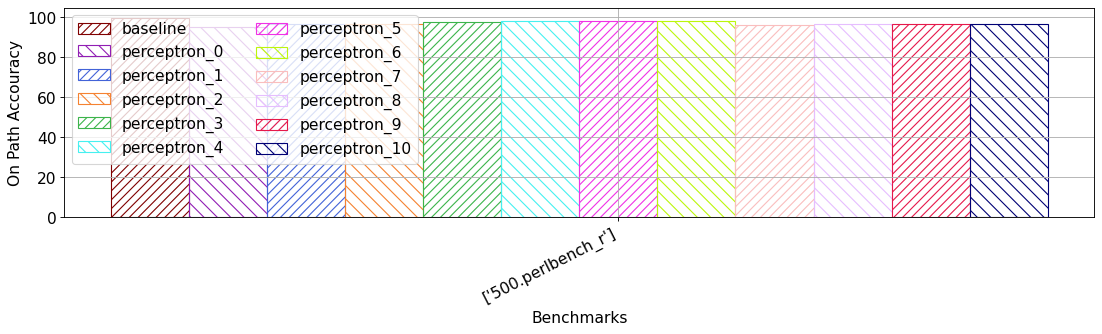 On Path Accouracy
100
80
60
40
20
0
baseline
perceptron_0
perceptron_1
perceptron_2
perceptron_3
perceptron_4
perceptron_5
perceptron_6
perceptron_7
perceptron_8
perceptron_9
perceptron_10
['500.perlbench_r']
Benchmarks